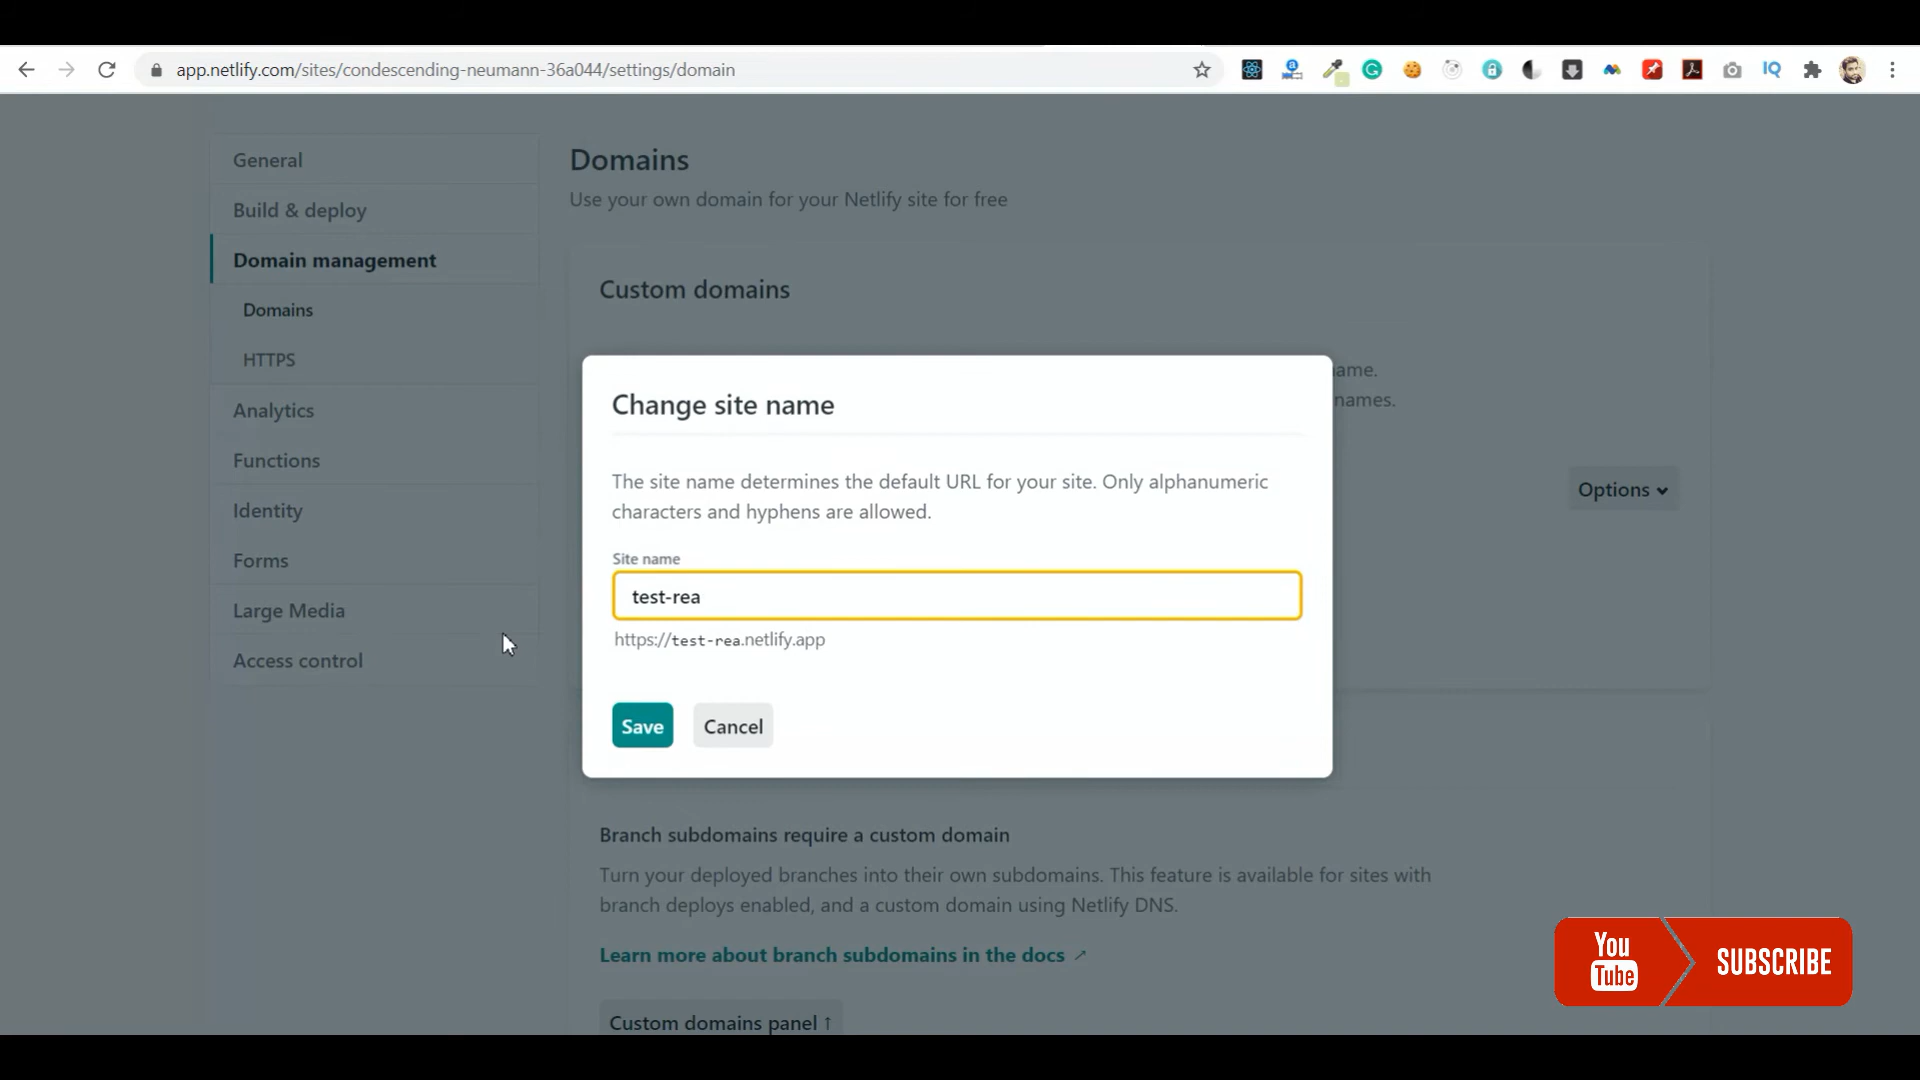 app.netlify.com/sites/condescending-neumann-36a044/settings/domain
General
Build & deploy
Domain management
Domains
HTTPS
Analytics
Functions
Identity
Forms
Large Media
Access control
Domains
Use your own domain for your Netlify site for free
Custom domains
ame.
names.
Options
Change site name
The site name determines the default URL for your site. Only alphanumeric
characters and hyphens are allowed.
Site name
test-rea
https://test-rea.netlify.app
Save
Cancel
Branch subdomains require a custom domain
Turn your deployed branches into their own subdomains. This feature is available for sites with
branch deploys enabled, and a custom domain using Netlify DNS.
Learn more about branch subdomains in the docs ↗
Custom domains panel ↑
You
Tube
SUBSCRIBE
IQ